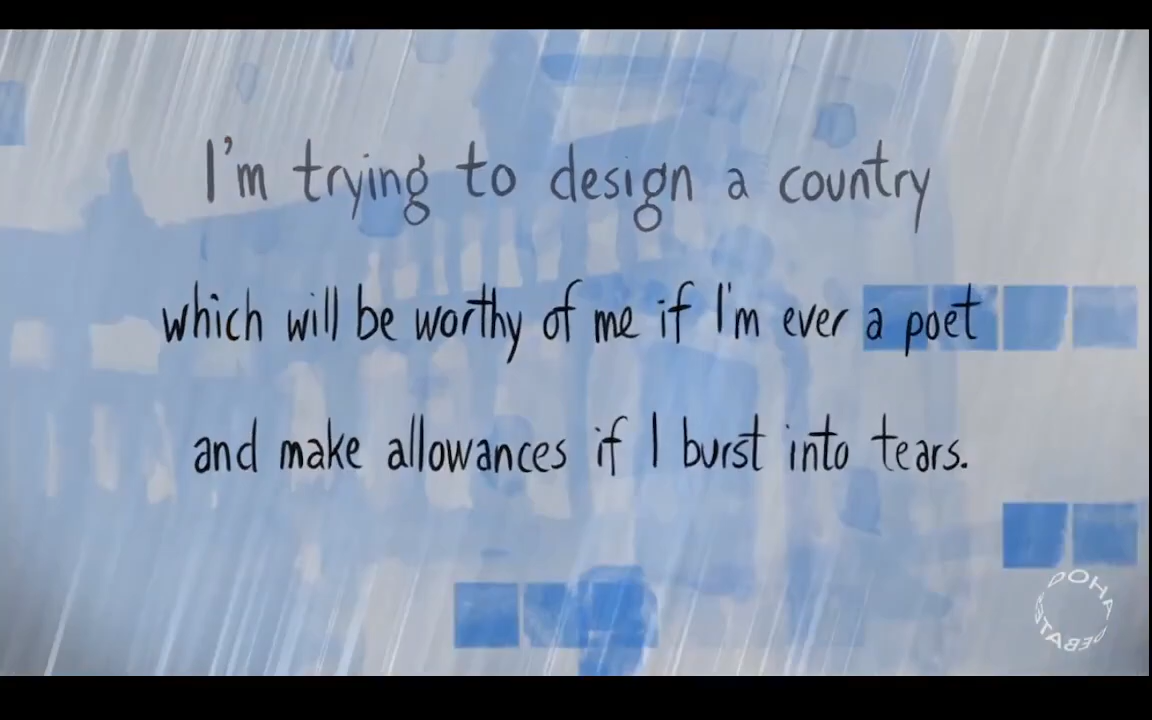 I'm trying to design a country
which will be worthy of me if I'm ever a poet
and make allowances if I burst into tears.
DOHA DEBATES